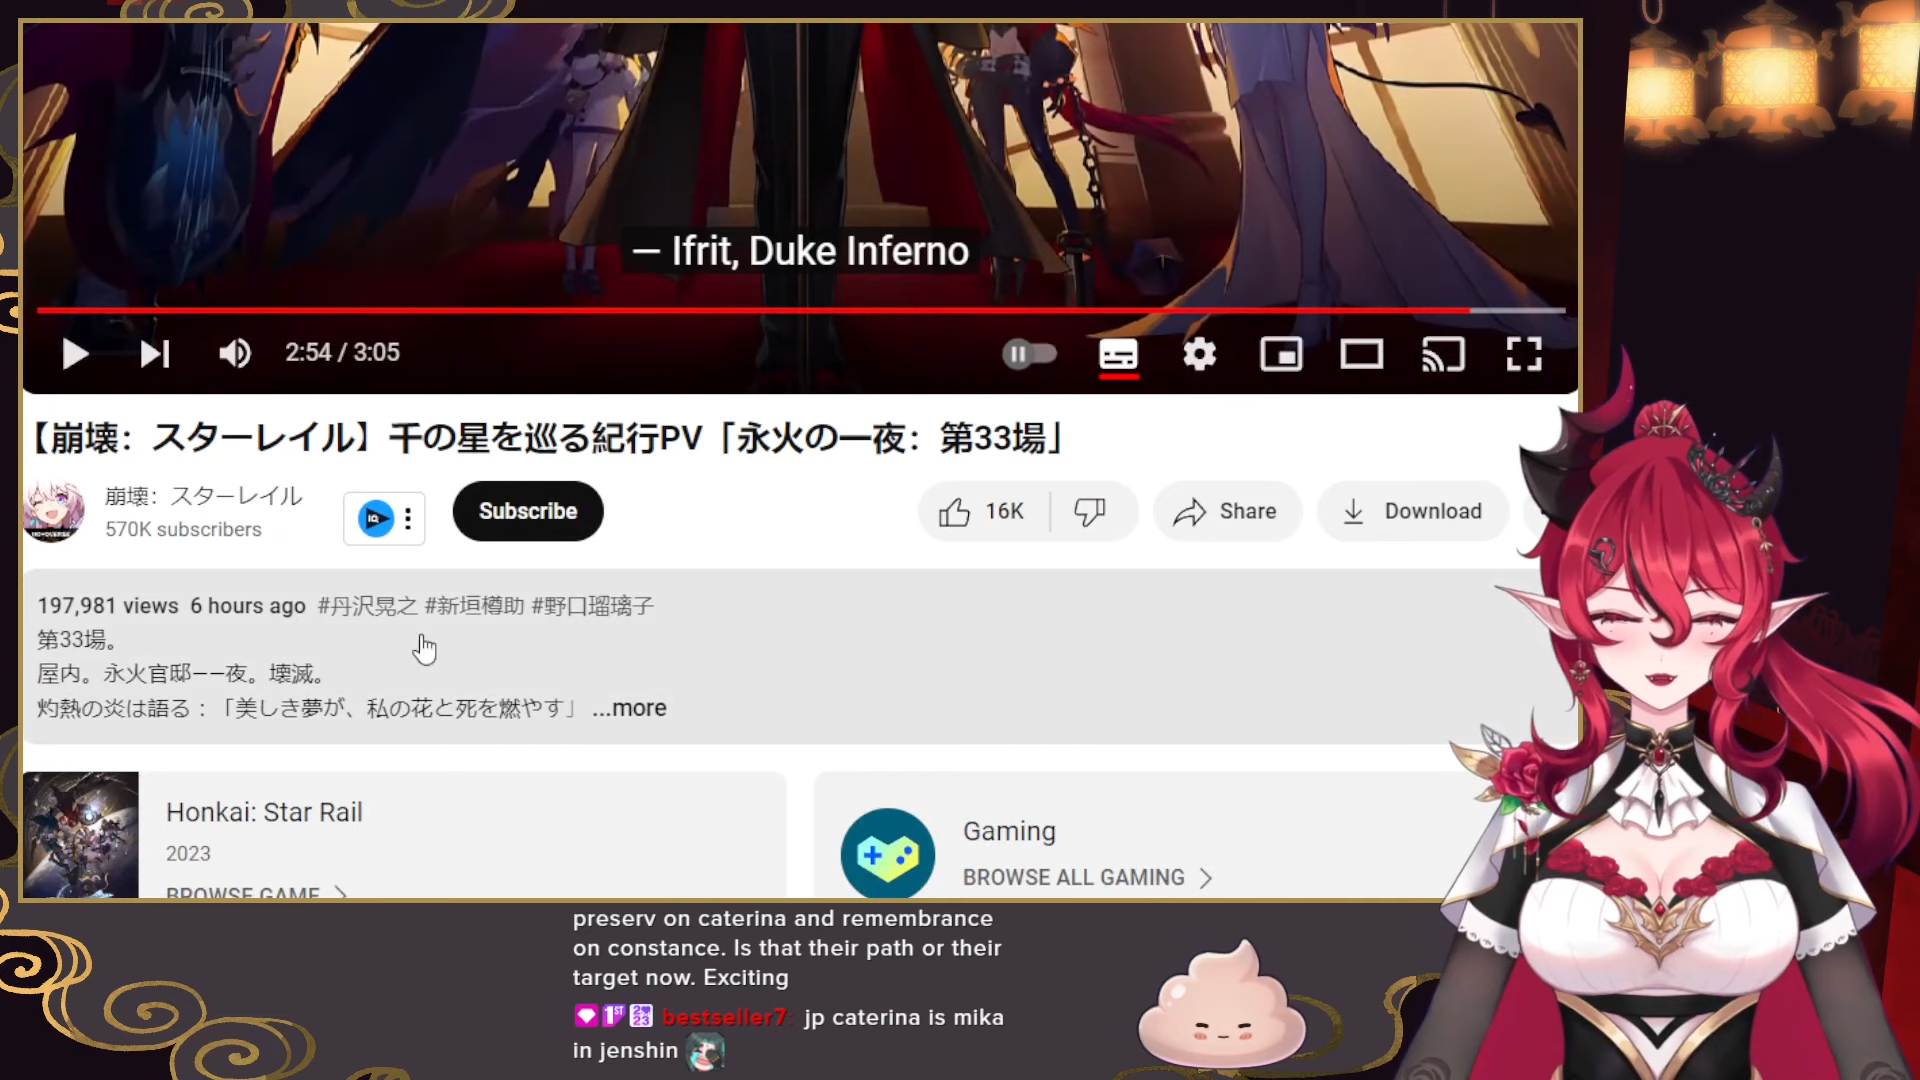 — Ifrit, Duke Inferno
2:54 / 3:05
【崩壊：スターレイル】千の星を巡る紀行PV「永火の一夜：第33場」
崩壊：スターレイル
570K subscribers
IQ
Subscribe
16K
Share
Download
197,981 views 6 hours ago #丹沢晃之 #新垣樽助 #野口瑠璃子
第33場。
屋内。永火官邸――夜。壊滅。
灼熱の炎は語る：「美しき夢が、私の花と死を燃やす」 ...more
Honkai: Star Rail
2023
BROWSE GAME
Gaming
BROWSE ALL GAMING
preserv on caterina and remembrance
on constance. Is that their path or their
target now. Exciting
1ST 2023 bestseller7: jp caterina is mika
in jenshin